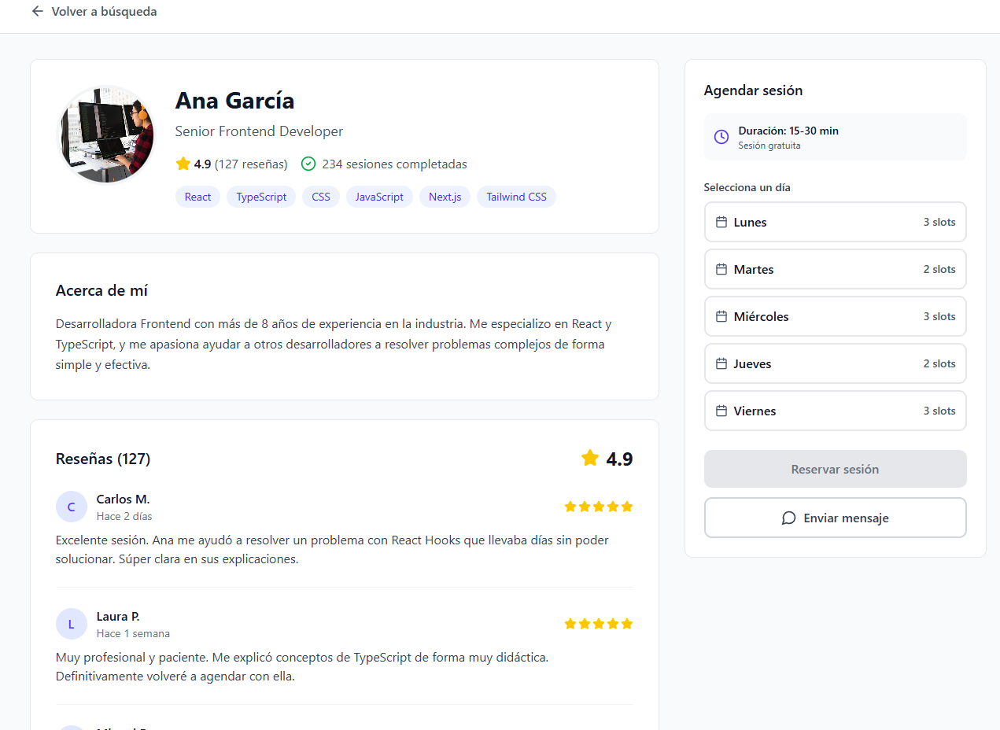 Volver a búsqueda
Ana García
Senior Frontend Developer
4.9 (127 reseñas) 234 sesiones completadas
React TypeScript CSS JavaScript Next.js Tailwind CSS
Acerca de mí
Desarrolladora Frontend con más de 8 años de experiencia en la industria. Me especializo en React y
TypeScript, y me apasiona ayudar a otros desarrolladores a resolver problemas complejos de forma
simple y efectiva.
Reseñas (127) 4.9
C
Carlos M.
Hace 2 días
Excelente sesión. Ana me ayudó a resolver un problema con React Hooks que llevaba días sin poder
solucionar. Súper clara en sus explicaciones.
L
Laura P.
Hace 1 semana
Muy profesional y paciente. Me explicó conceptos de TypeScript de forma muy didáctica.
Definitivamente volveré a agendar con ella.
Agendar sesión
Duración: 15-30 min
Sesión gratuita
Selecciona un día
Lunes 3 slots
Martes 2 slots
Miércoles 3 slots
Jueves 2 slots
Viernes 3 slots
Reservar sesión
Enviar mensaje